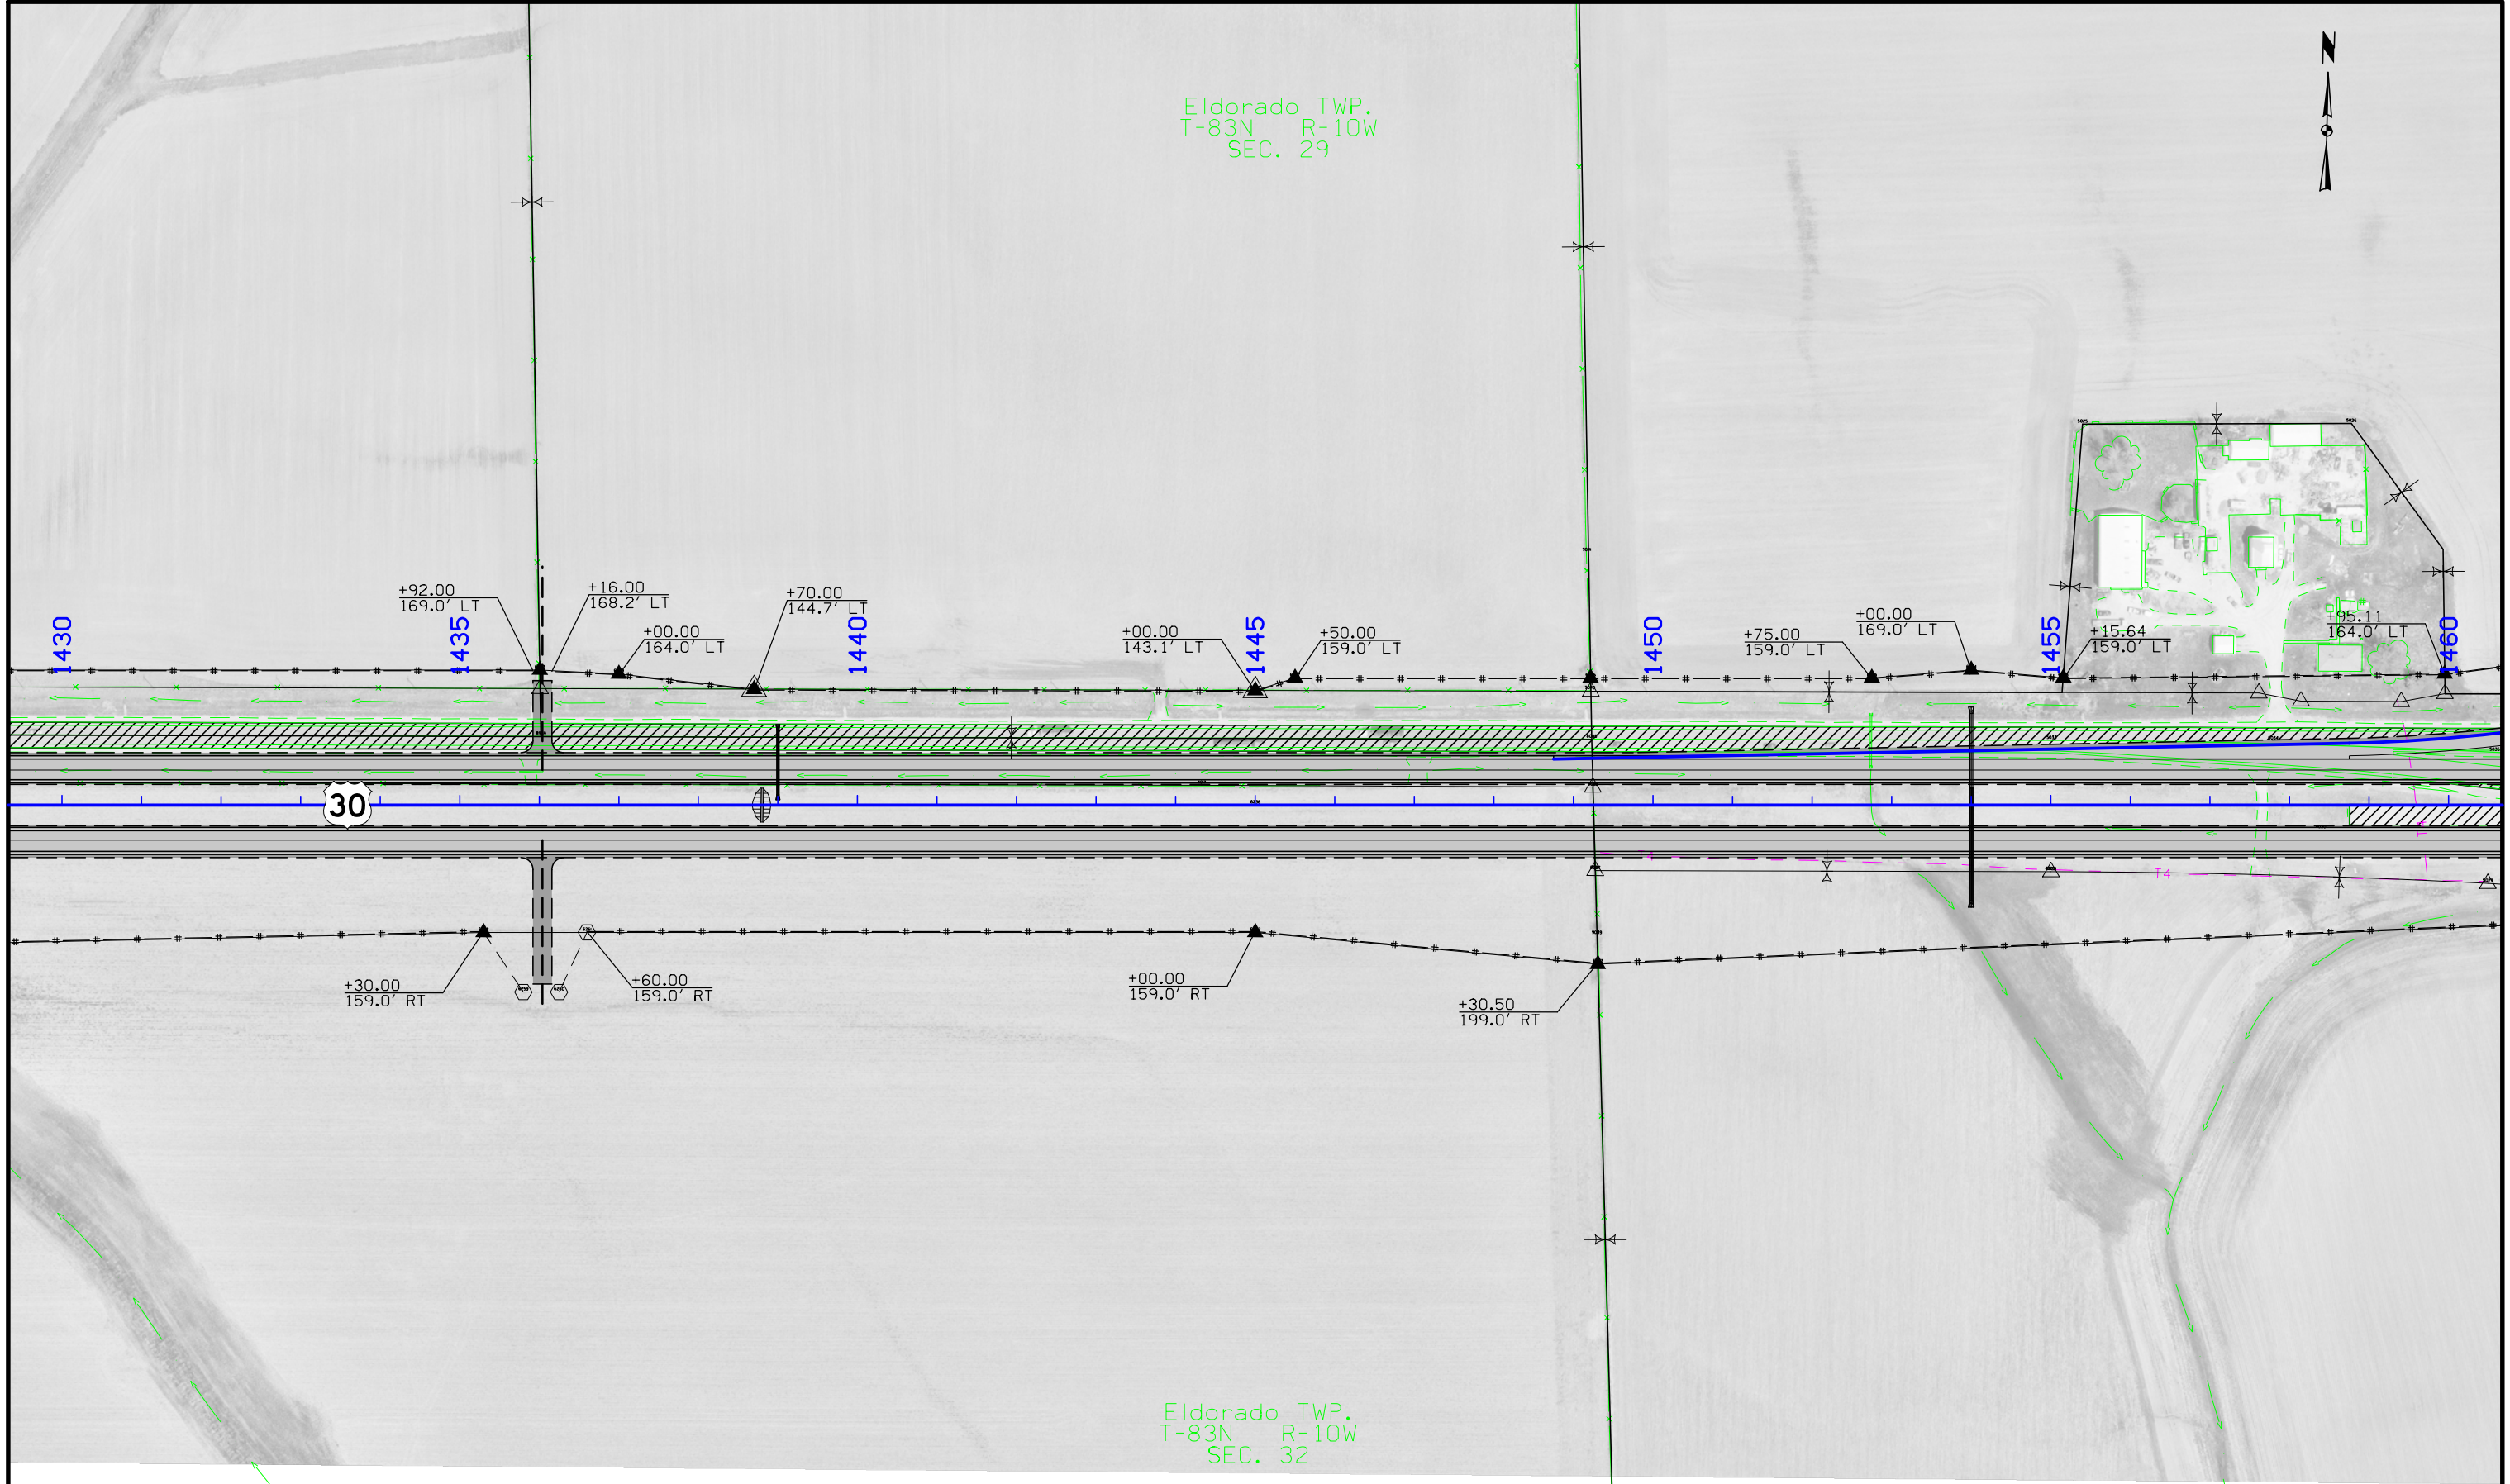 N
Eldorado TWP.
T-83N R-10W
SEC. 29
+92.00
169.0' LT
+16.00
168.2' LT
+00.00
164.0' LT
+70.00
144.7' LT
+00.00
143.1' LT
+50.00
159.0' LT
+75.00
159.0' LT
+00.00
169.0' LT
+15.64
159.0' LT
+95.11
164.0' LT
1430
1435
1440
1445
1450
1455
1460
30
T4
T4
+30.00
159.0' RT
+60.00
159.0' RT
+00.00
159.0' RT
+30.50
199.0' RT
Eldorado TWP.
T-83N R-10W
SEC. 32